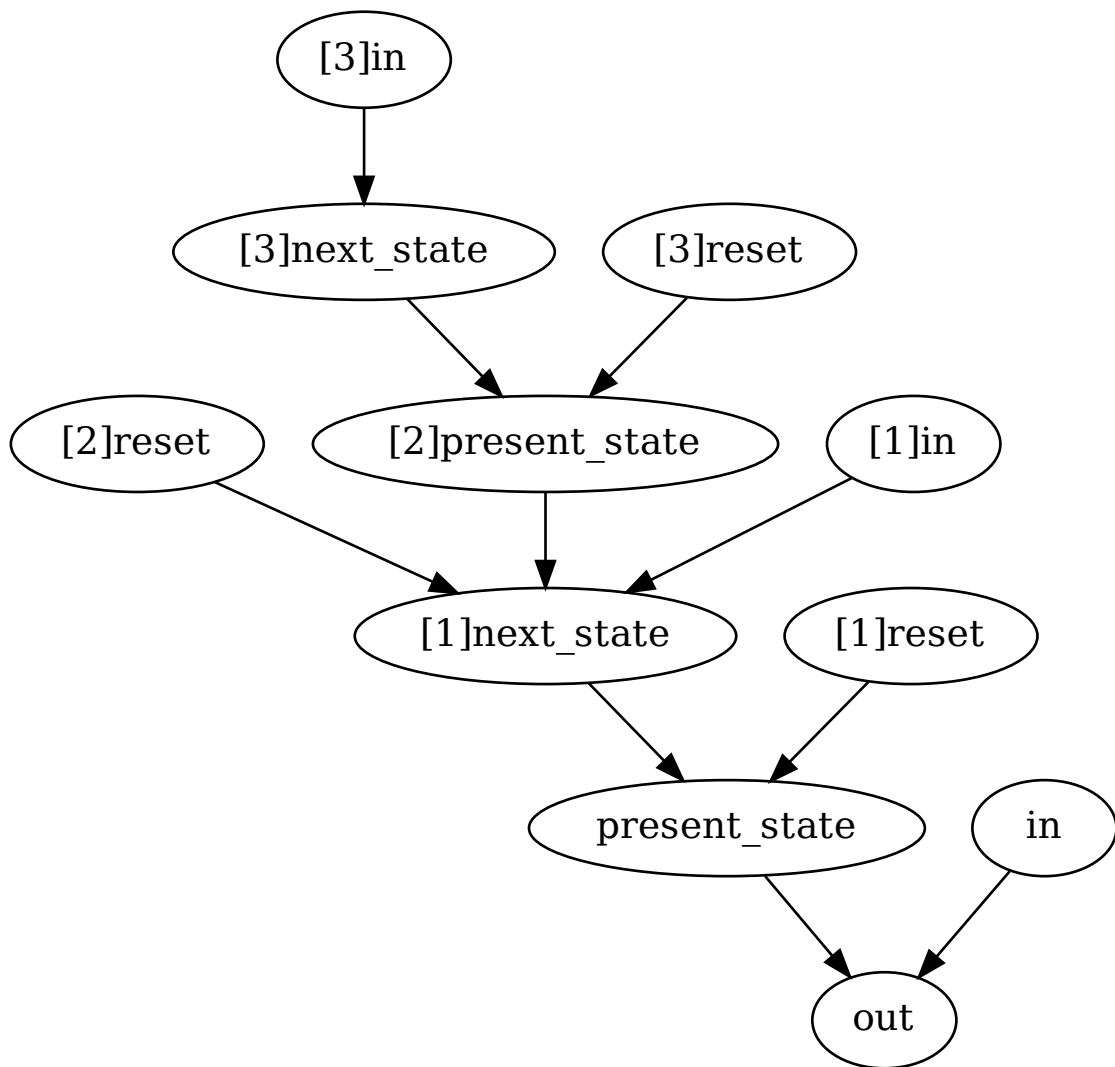 [3]in
[3]next_state
[3]reset
[2]reset
[2]present_state
[1]in
[1]next_state
[1]reset
present_state
in
out